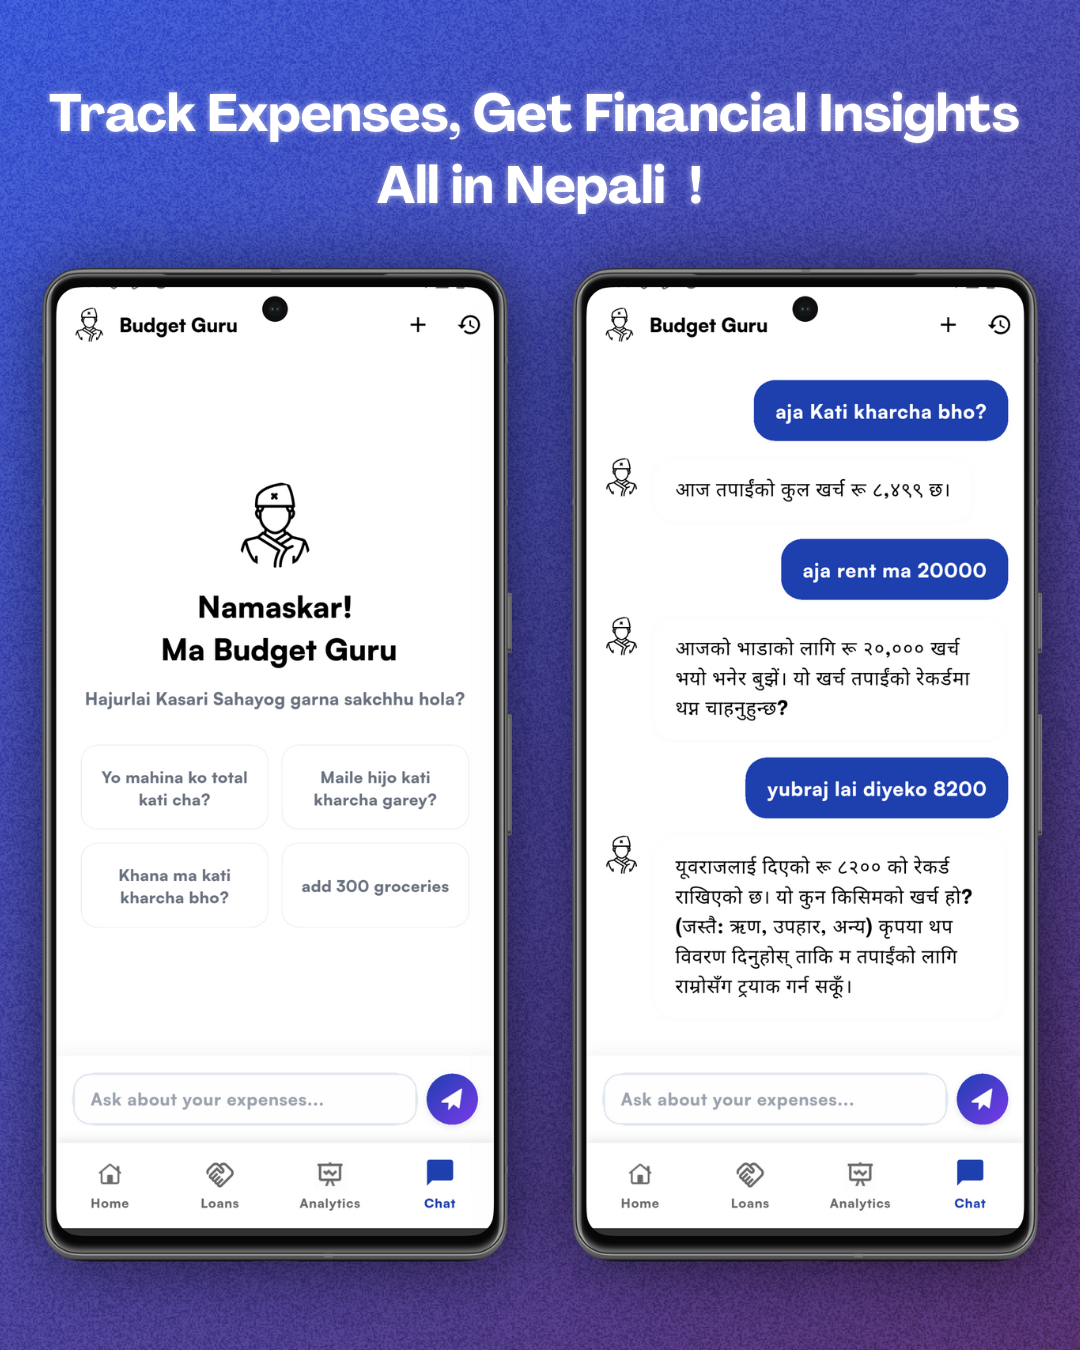 Track Expenses, Get Financial Insights
All in Nepali !
Budget Guru
Namaskar!
Ma Budget Guru
Hajurlai Kasari Sahayog garna sakchhu hola?
Yo mahina ko total
kati cha?
Maile hijo kati
kharcha garey?
Khana ma kati
kharcha bho?
add 300 groceries
Ask about your expenses...
Home
Loans
Analytics
Chat
Budget Guru
aja Kati kharcha bho?
आज तपाईंको कुल खर्च रू ८,४९९ छ।
aja rent ma 20000
आजको भाडाको लागि रू २०,००० खर्च
भयो भनेर बुझें। यो खर्च तपाईंको रेकर्डमा
थप्न चाहनुहुन्छ?
yubraj lai diyeko 8200
यूवराजलाई दिएको रू ८२०० को रेकर्ड
राखिएको छ। यो कुन किसिमको खर्च हो?
(जस्तै: ऋण, उपहार, अन्य) कृपया थप
विवरण दिनुहोस् ताकि म तपाईंको लागि
राम्रोसँग ट्र्याक गर्न सकूँ।
Ask about your expenses...
Home
Loans
Analytics
Chat